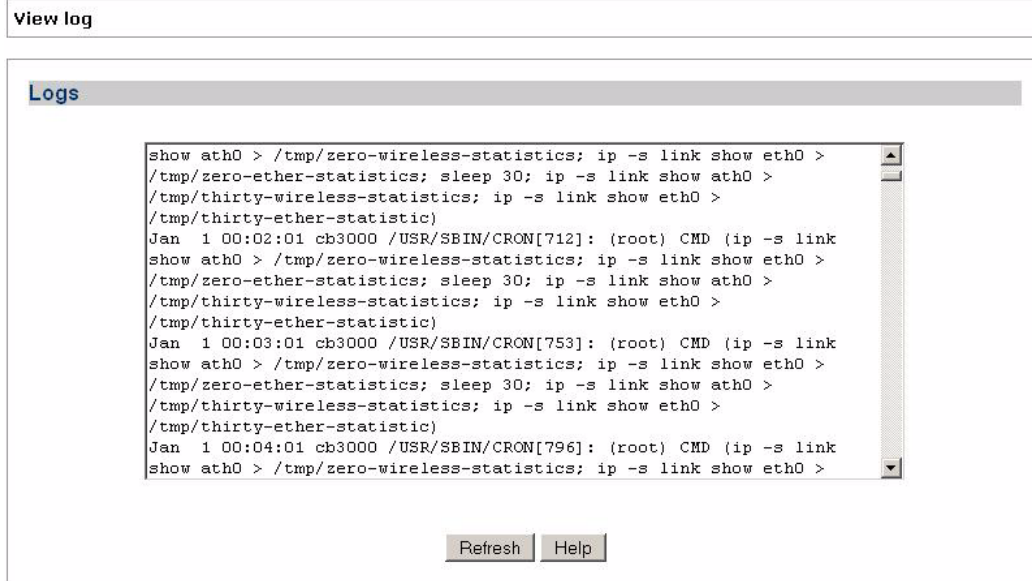 View log
Logs
show ath0 > /tmp/zero-wireless-statistics; ip -s link show eth0 >
/tmp/zero-ether-statistics; sleep 30; ip -s link show ath0 >
/tmp/thirty-wireless-statistics; ip -s link show eth0 >
/tmp/thirty-ether-statistic)
Jan  1 00:02:01 cb3000 /USR/SBIN/CRON[712]: (root) CMD (ip -s link
show ath0 > /tmp/zero-wireless-statistics; ip -s link show eth0 >
/tmp/zero-ether-statistics; sleep 30; ip -s link show ath0 >
/tmp/thirty-wireless-statistics; ip -s link show eth0 >
/tmp/thirty-ether-statistic)
Jan  1 00:03:01 cb3000 /USR/SBIN/CRON[753]: (root) CMD (ip -s link
show ath0 > /tmp/zero-wireless-statistics; ip -s link show eth0 >
/tmp/zero-ether-statistics; sleep 30; ip -s link show ath0 >
/tmp/thirty-wireless-statistics; ip -s link show eth0 >
/tmp/thirty-ether-statistic)
Jan  1 00:04:01 cb3000 /USR/SBIN/CRON[796]: (root) CMD (ip -s link
show ath0 > /tmp/zero-wireless-statistics; ip -s link show eth0 >
Refresh Help